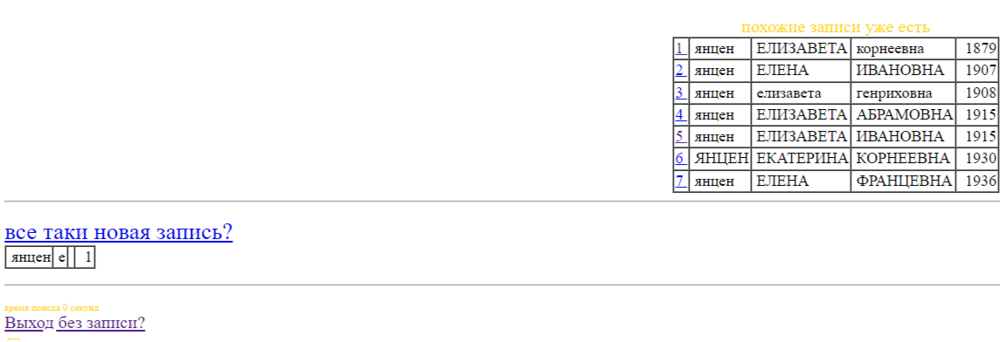 похожие записи уже есть
1 янцен ЕЛИЗАВЕТА корнеевна 1879
2 янцен ЕЛЕНА ИВАНОВНА 1907
3 янцен елизавета генриховна 1908
4 янцен ЕЛИЗАВЕТА АБРАМОВНА 1915
5 янцен ЕЛИЗАВЕТА ИВАНОВНА 1915
6 ЯНЦЕН ЕКАТЕРИНА КОРНЕЕВНА 1930
7 янцен ЕЛЕНА ФРАНЦЕВНА 1936
все таки новая запись?
янцен е 1
время поиска 0 секунд
Выход без записи?